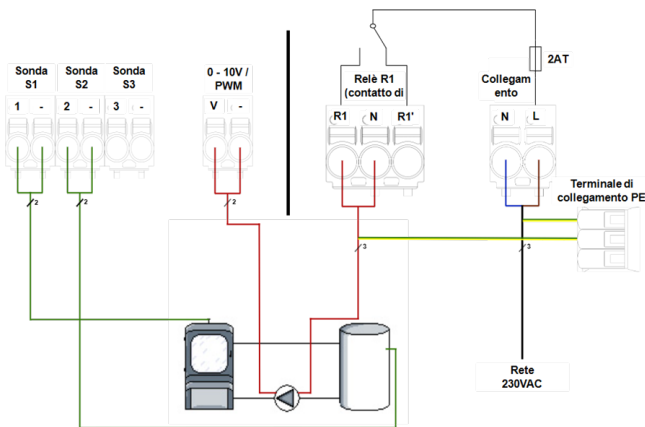 Sonda
S1
Sonda
S2
Sonda
S3
0 - 10V /
PWM
Relè R1
(contatto di
Collegam
ento
2AT
1
-
2
-
3
-
V
-
R1
N
R1'
N
L
Terminale di
collegamento PE
2
2
2
3
3
Rete
230VAC